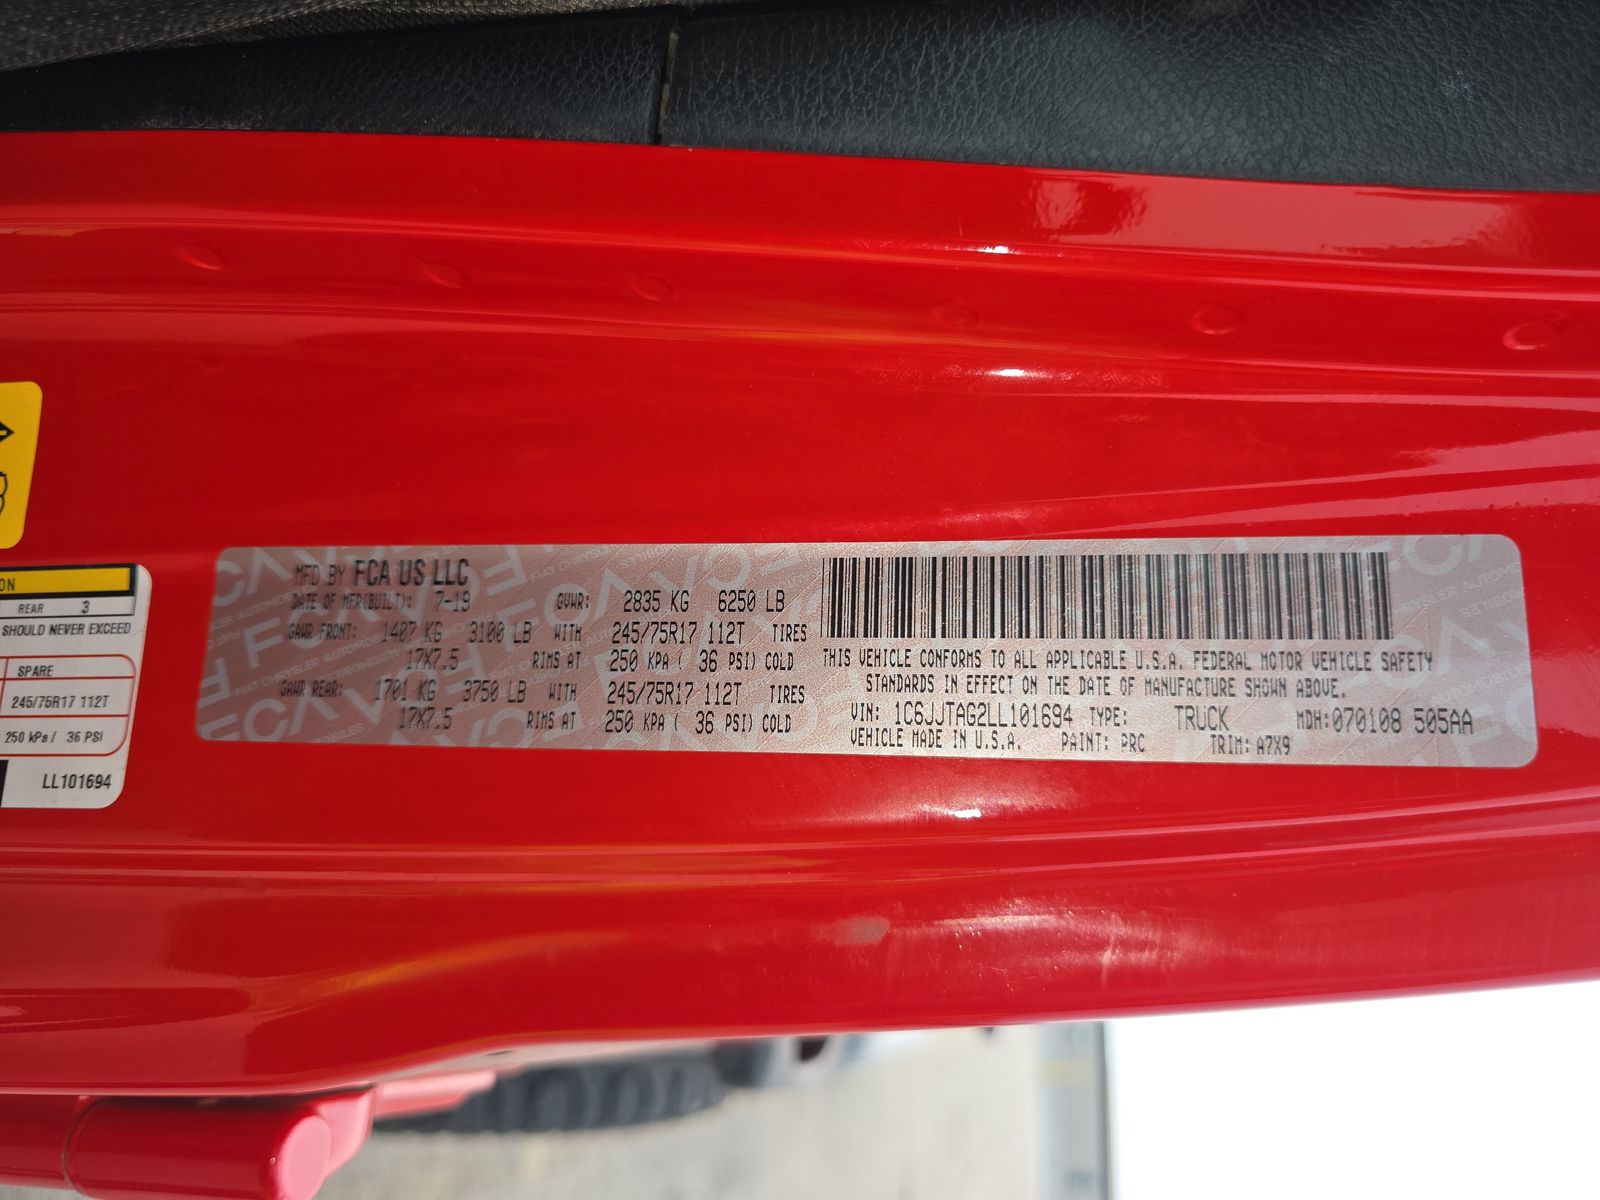 MFD BY FCA US LLC
DATE OF MFR(BUILT): 7-19 GVWR: 2835 KG 6250 LB
GAWR FRONT: 1407 KG 3100 LB WITH 245/75R17 112T TIRES
17X7.5 RIMS AT 250 KPA ( 36 PSI) COLD
GAWR REAR: 1701 KG 3750 LB WITH 245/75R17 112T TIRES
17X7.5 RIMS AT 250 KPA ( 36 PSI) COLD
THIS VEHICLE CONFORMS TO ALL APPLICABLE U.S.A. FEDERAL MOTOR VEHICLE SAFETY
STANDARDS IN EFFECT ON THE DATE OF MANUFACTURE SHOWN ABOVE.
VIN: 1C6JJTAG2LL101694 TYPE: TRUCK MDH:070108 505AA
VEHICLE MADE IN U.S.A. PAINT: PRC TRIM: A7X9
ON
REAR 3
SHOULD NEVER EXCEED
SPARE
245/75R17 112T
250 kPa / 36 PSI
LL101694